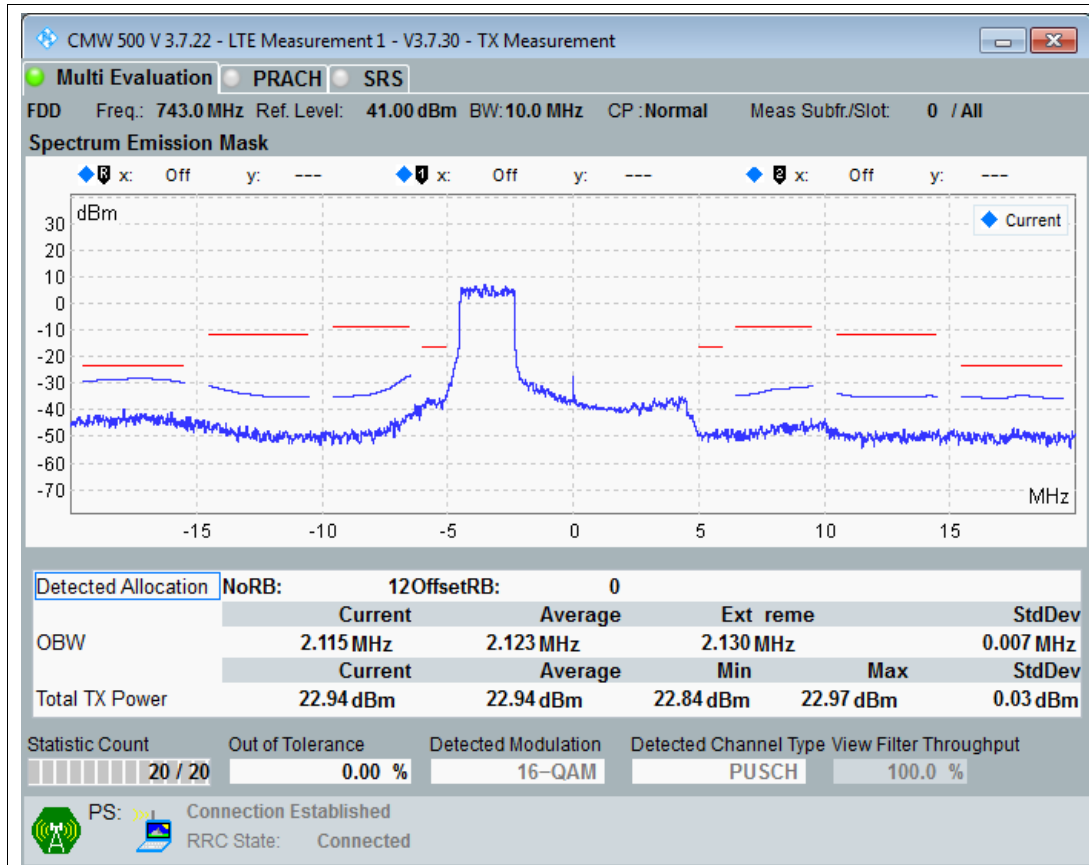 CMW 500 V 3.7.22 - LTE Measurement 1 - V3.7.30 - TX Measurement
Multi Evaluation PRACH SRS
FDD Freq.: 743.0 MHz Ref. Level: 41.00 dBm BW: 10.0 MHz CP : Normal Meas Subfr./Slot: 0 / All
Spectrum Emission Mask
R x: Off y: --- 1 x: Off y: --- 2 x: Off y: ---
dBm
Current
30
20
10
0
-10
-20
-30
-40
-50
-60
-70
MHz
-15 -10 -5 0 5 10 15
Detected Allocation NoRB: 12 OffsetRB: 0
Current Average Ext reme StdDev
OBW 2.115 MHz 2.123 MHz 2.130 MHz 0.007 MHz
Current Average Min Max StdDev
Total TX Power 22.94 dBm 22.94 dBm 22.84 dBm 22.97 dBm 0.03 dBm
Statistic Count Out of Tolerance Detected Modulation Detected Channel Type View Filter Throughput
20 / 20 0.00 % 16-QAM PUSCH 100.0 %
PS: Connection Established
RRC State: Connected